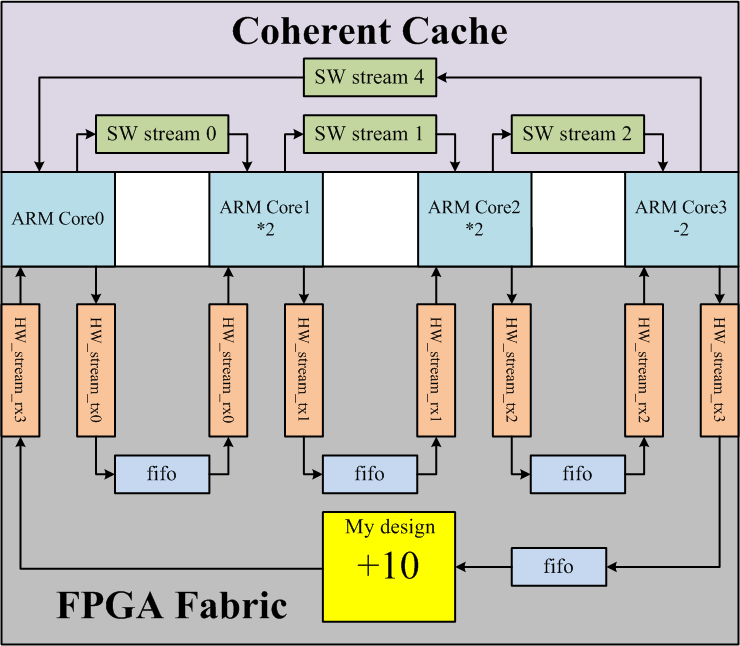 Coherent Cache
SW stream 4
SW stream 0
SW stream 1
SW stream 2
ARM Core0
ARM Core1
*2
ARM Core2
*2
ARM Core3
-2
HW_stream_rx3
HW_stream_tx0
HW_stream_rx0
HW_stream_tx1
HW_stream_rx1
HW_stream_tx2
HW_stream_rx2
HW_stream_tx3
fifo
fifo
fifo
My design
+10
fifo
FPGA Fabric